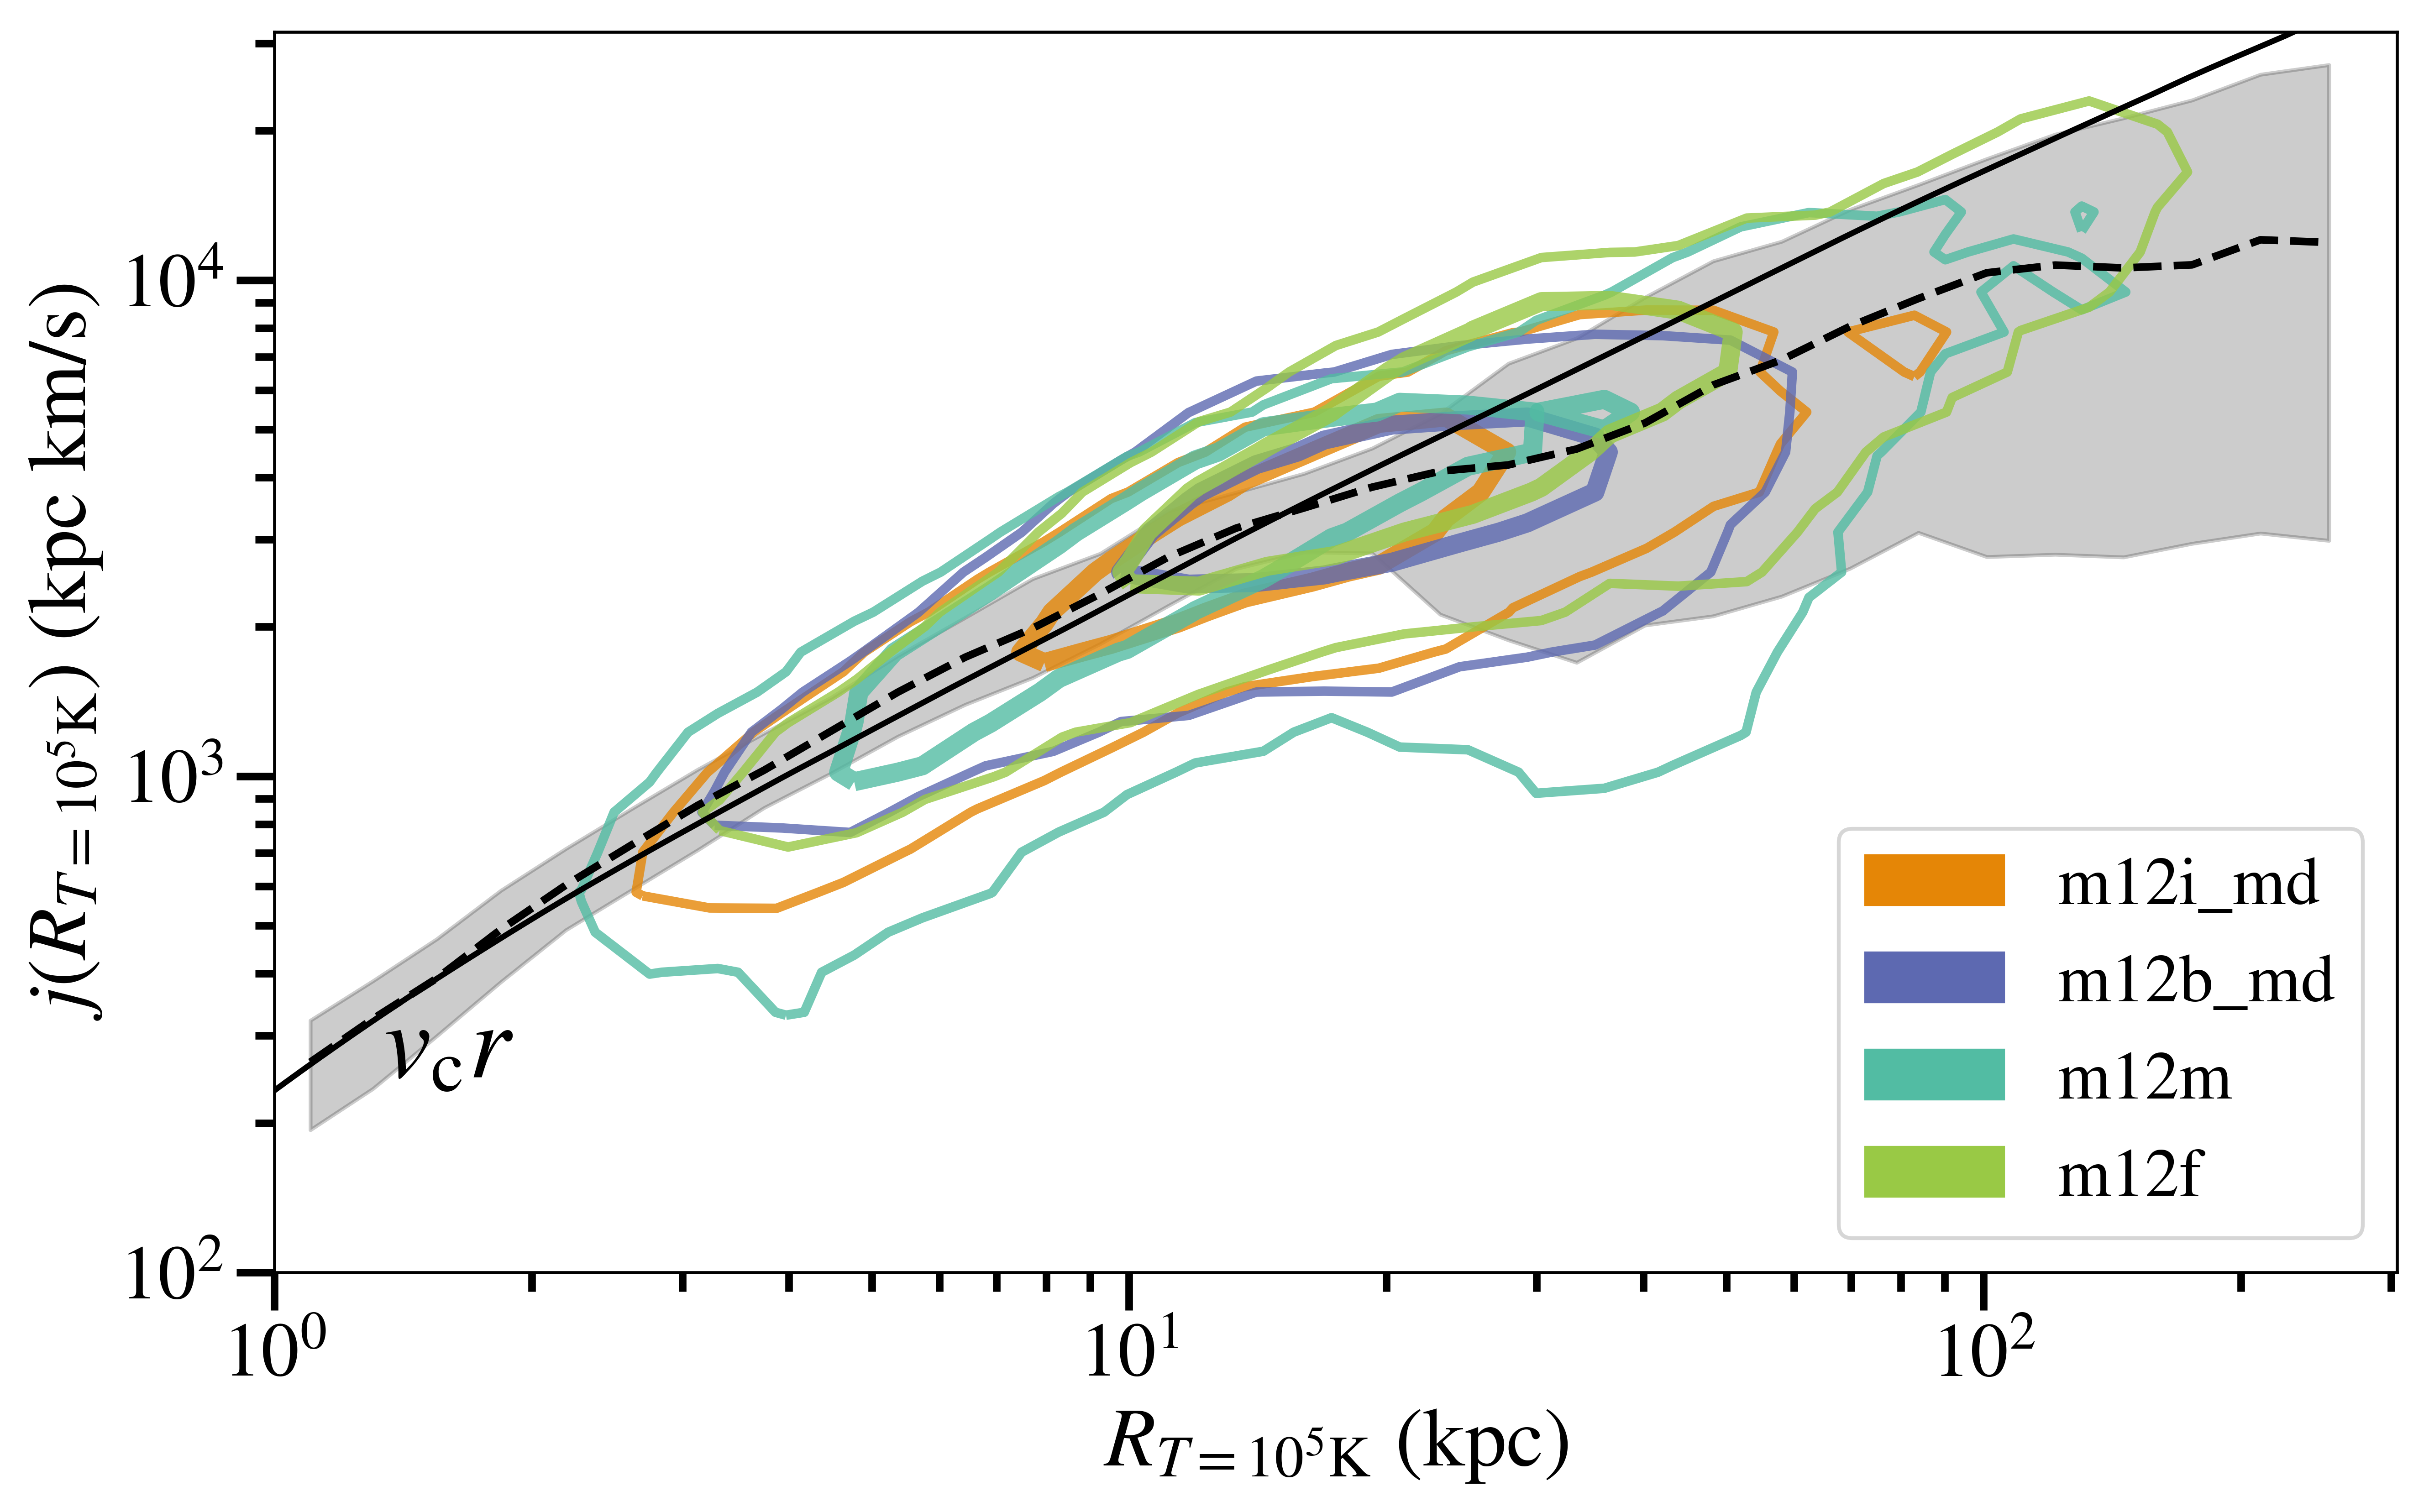 j(R_{T=10^5K}) (kpc km/s)
10^4
10^3
10^2
v_c r
m12i_md
m12b_md
m12m
m12f
10^0 10^1 10^2
R_{T=10^5K} (kpc)